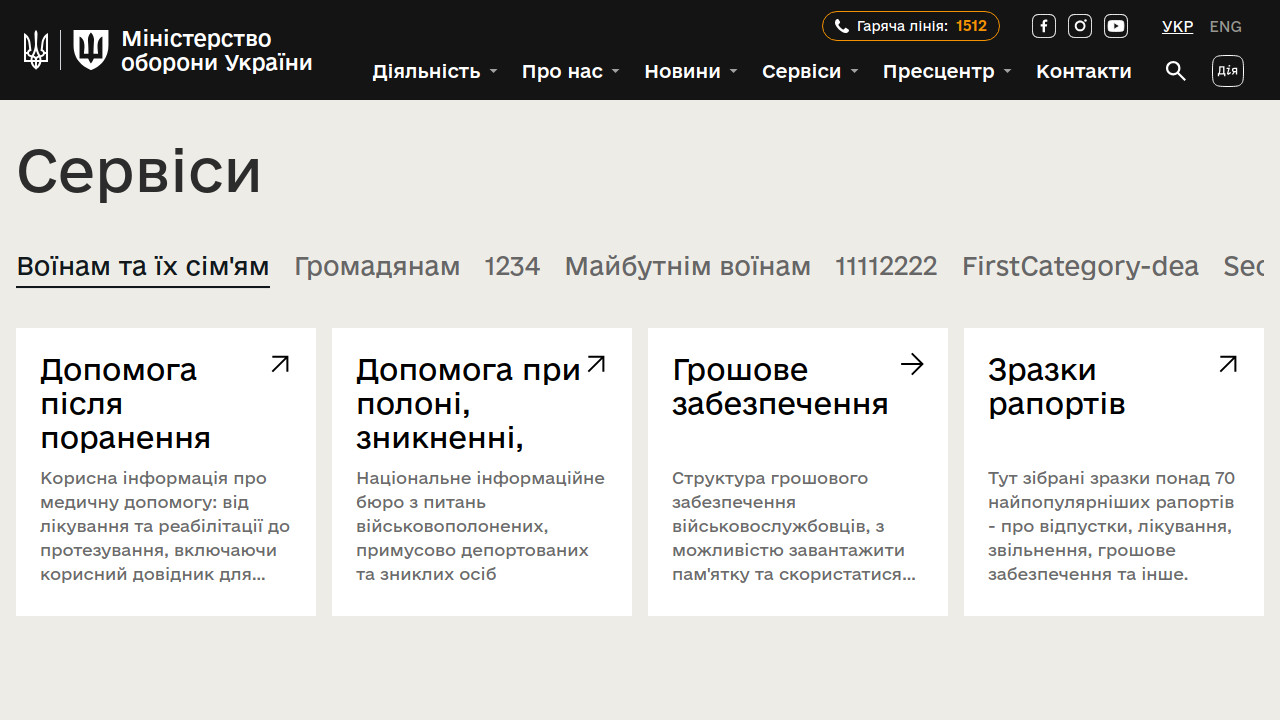 Міністерство
оборони України
Гаряча лінія: 1512
УКР ENG
Діяльність Про нас Новини Сервіси Пресцентр Контакти
Дія
Сервіси
Воїнам та їх сім'ям Громадянам 1234 Майбутнім воїнам 11112222 FirstCategory-dea Sec
Допомога
після
поранення
Корисна інформація про
медичну допомогу: від
лікування та реабілітації до
протезування, включаючи
корисний довідник для...
Допомога при
полоні,
зникненні,
Національне інформаційне
бюро з питань
військовополонених,
примусово депортованих
та зниклих осіб
Грошове
забезпечення
Структура грошового
забезпечення
військовослужбовців, з
можливістю завантажити
пам'ятку та скористатися...
Зразки
рапортів
Тут зібрані зразки понад 70
найпопулярніших рапортів
- про відпустки, лікування,
звільнення, грошове
забезпечення та інше.